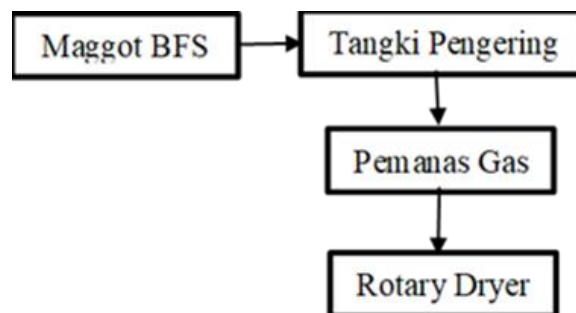 Maggot BFS
Tangki Pengering
Pemanas Gas
Rotary Dryer